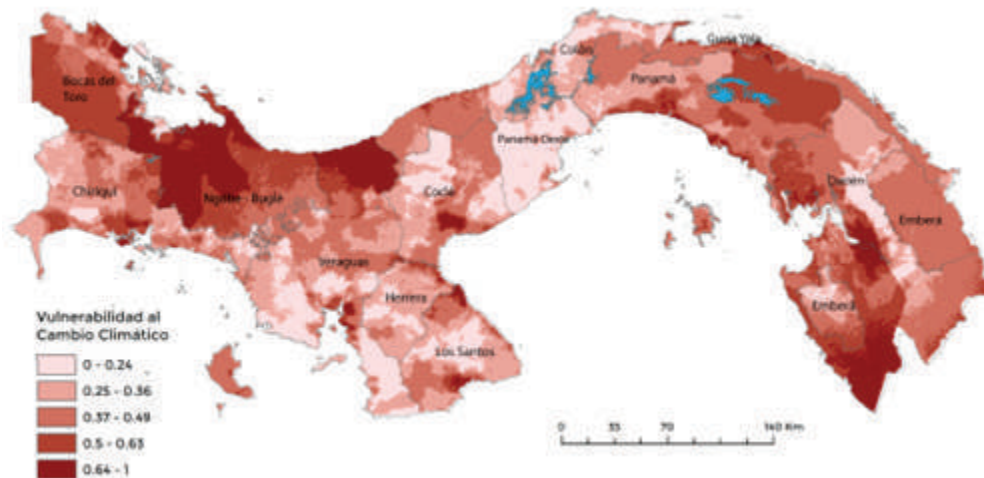 Colón
Guna Yala
Bocas del
Toro
Panamá
Panamá Oeste
Chiriquí
Ngäbe - Buglé
Coclé
Darién
Emberá
Veraguas
Herrera
Emberá
Los Santos
Vulnerabilidad al
Cambio Climático
0 - 0.24
0.25 - 0.36
0.37 - 0.49
0.5 - 0.63
0.64 - 1
0 35 70 140 Km